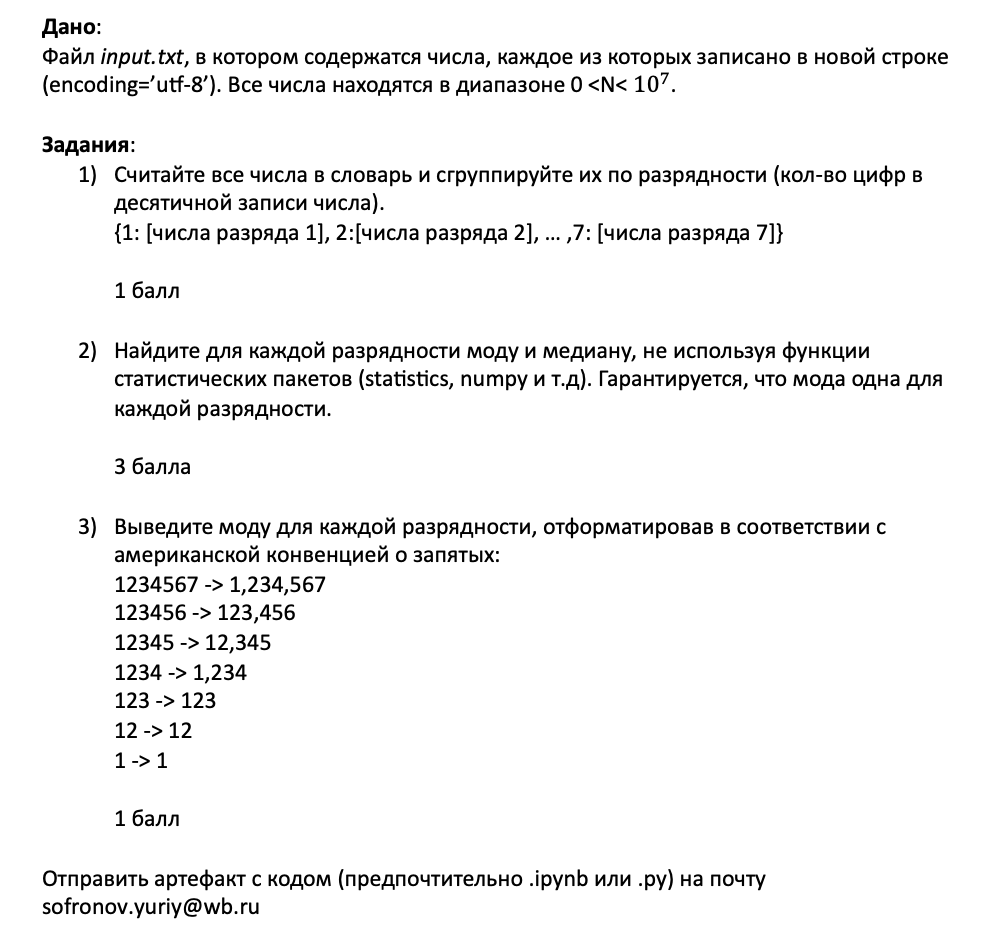 Дано:
Файл input.txt, в котором содержатся числа, каждое из которых записано в новой строке
(encoding=’utf-8’). Все числа находятся в диапазоне 0 <N< 10⁷.
Задания:
1) Считайте все числа в словарь и сгруппируйте их по разрядности (кол-во цифр в
десятичной записи числа).
{1: [числа разряда 1], 2:[числа разряда 2], ... ,7: [числа разряда 7]}
1 балл
2) Найдите для каждой разрядности моду и медиану, не используя функции
статистических пакетов (statistics, numpy и т.д). Гарантируется, что мода одна для
каждой разрядности.
3 балла
3) Выведите моду для каждой разрядности, отформатировав в соответствии с
американской конвенцией о запятых:
1234567 -> 1,234,567
123456 -> 123,456
12345 -> 12,345
1234 -> 1,234
123 -> 123
12 -> 12
1 -> 1
1 балл
Отправить артефакт с кодом (предпочтительно .ipynb или .py) на почту
sofronov.yuriy@wb.ru